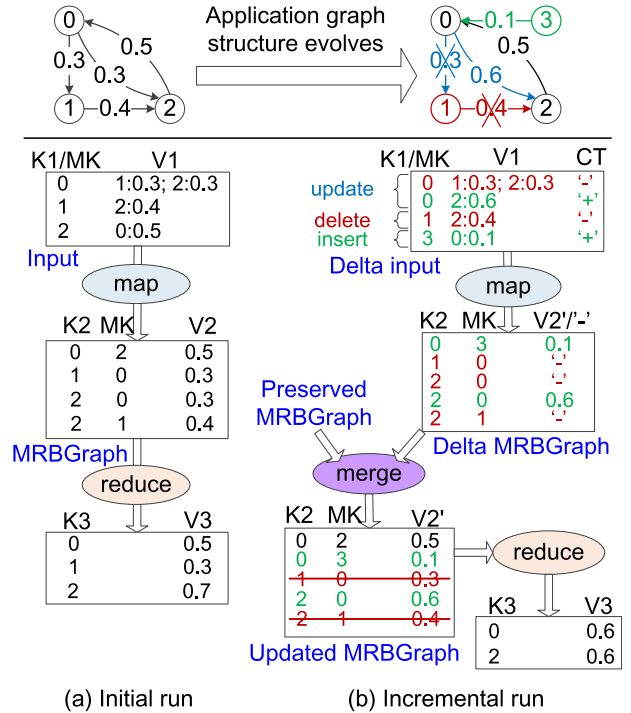 0
0.3
0.3
0.5
1
0.4
2
Application graph
structure evolves
0
0.1
3
0.3
0.6
0.5
1
0.4
2
K1/MK V1
0 1:0.3; 2:0.3
1 2:0.4
2 0:0.5
Input
map
K2 MK V2
0 2 0.5
1 0 0.3
2 0 0.3
2 1 0.4
MRBGraph
reduce
K3 V3
0 0.5
1 0.3
2 0.7
(a) Initial run
K1/MK V1 CT
update
0 1:0.3; 2:0.3 '-'
0 2:0.6 '+'
delete
1 2:0.4 '-'
insert
3 0:0.1 '+'
Delta input
map
K2 MK V2'/'-'
0 3 0.1
1 0 '-'
2 0 '-'
2 0 0.6
2 1 '-'
Preserved
MRBGraph
Delta MRBGraph
merge
K2 MK V2'
0 2 0.5
0 3 0.1
1 0 0.3
2 0 0.6
2 1 0.4
Updated MRBGraph
reduce
K3 V3
0 0.6
2 0.6
(b) Incremental run